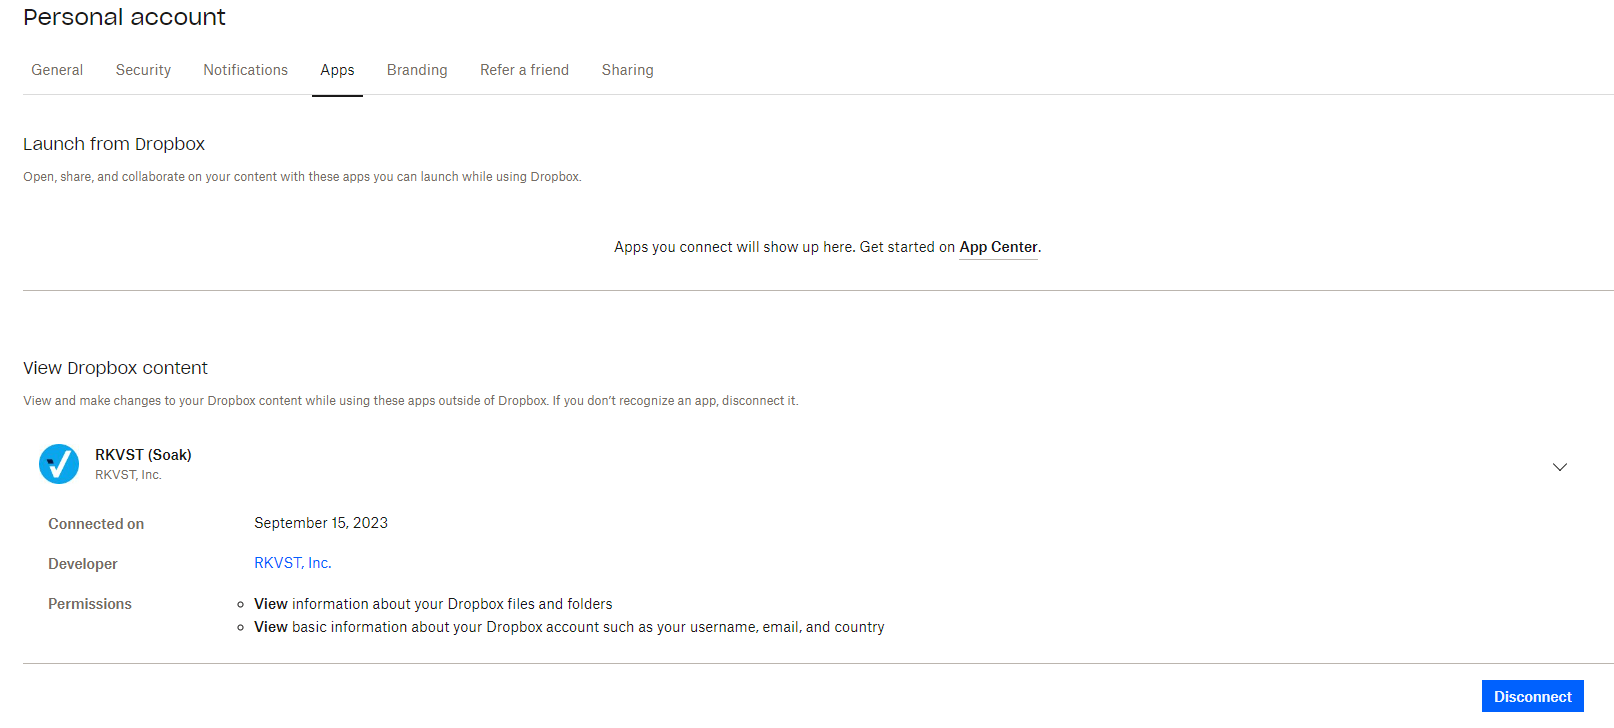 Personal account
General Security Notifications Apps Branding Refer a friend Sharing
Launch from Dropbox
Open, share, and collaborate on your content with these apps you can launch while using Dropbox.
Apps you connect will show up here. Get started on App Center.
View Dropbox content
View and make changes to your Dropbox content while using these apps outside of Dropbox. If you don't recognize an app, disconnect it.
RKVST (Soak)
RKVST, Inc.
Connected on September 15, 2023
Developer RKVST, Inc.
Permissions View information about your Dropbox files and folders
View basic information about your Dropbox account such as your username, email, and country
Disconnect